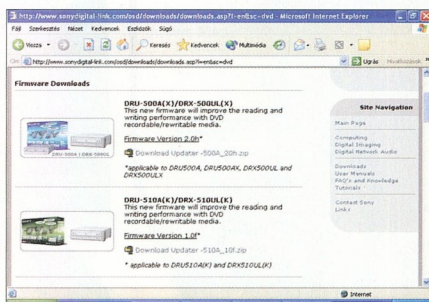 http://www.sonydigital-link.com/osd/downloads/downloads.asp?l=en&sc=dvd - Microsoft Internet Explorer
Fájl Szerkesztés Nézet Kedvencek Eszközök Súgó
Vissza Keresés Kedvencek Multimédia
Cím http://www.sonydigital-link.com/osd/downloads/downloads.asp?l=en&sc=dvd Ugrás Hivatkozások
Firmware Downloads
DRU-500A(X)/DRX-500UL(X)
This new firmware will improve the reading and
writing performance with DVD
recordable/rewritable media.
Firmware Version 2.0h*
Download Updater -500A_20h.zip
*applicable to DRU500A, DRU500AX, DRX500UL and
DRX500ULX
DRU-500A | DRX-500UL
DRU-510A(K)/DRX-510UL(K)
This new firmware will improve the reading and
writing performance with DVD
recordable/rewritable media.
Firmware Version 1.0f*
Download Updater -510A_10f.zip
* applicable to DRU510A(K) and DRX510UL(K)
Site Navigation
Main Page
Computing
Digital Imaging
Digital Network Audio
Downloads
User Manuals
FAQ's and Knowledge
Tutorials
Contact Sony
Links
Internet